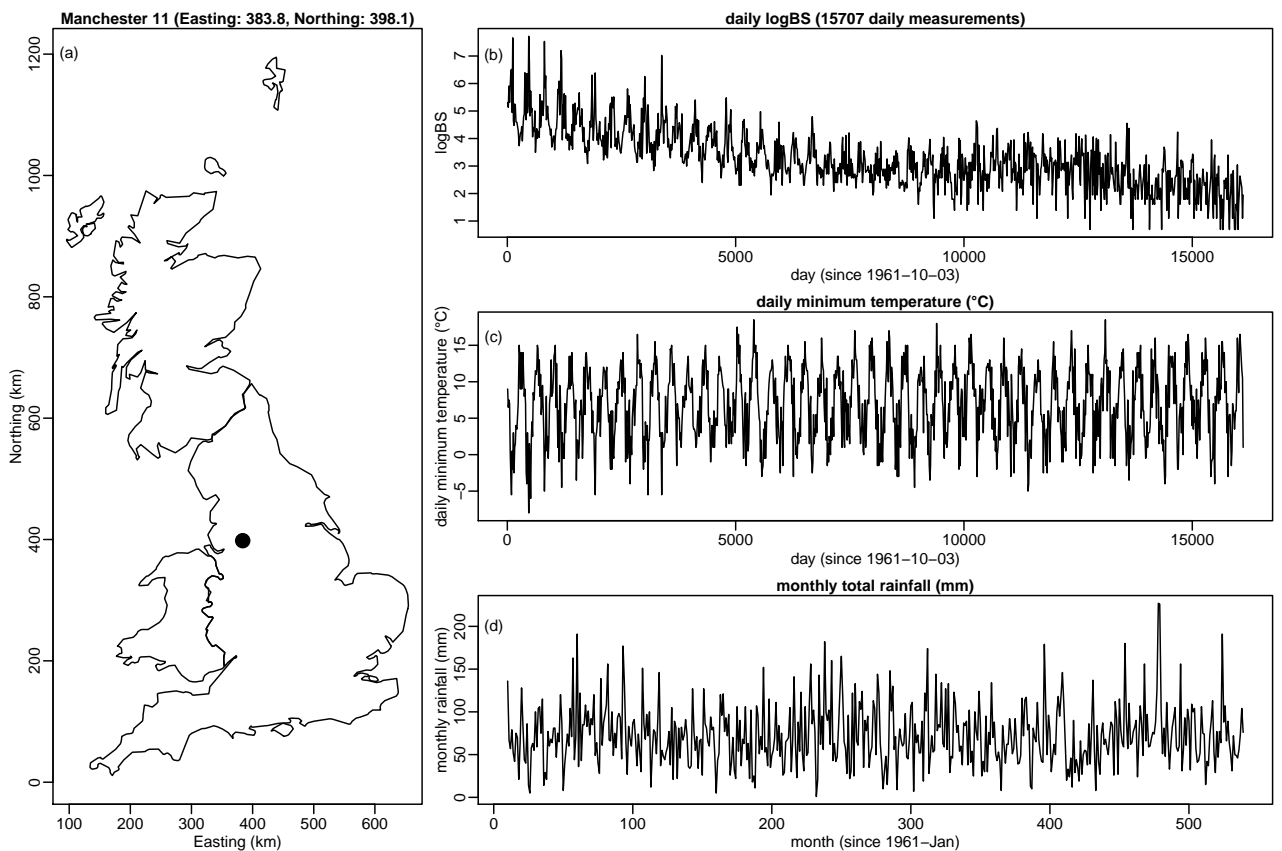 Manchester 11 (Easting: 383.8, Northing: 398.1)
(a)
Northing (km)
0
200
400
600
800
1000
1200
100 200 300 400 500 600
Easting (km)
daily logBS (15707 daily measurements)
(b)
logBS
1
2
3
4
5
6
7
0 5000 10000 15000
day (since 1961−10−03)
daily minimum temperature (°C)
(c)
daily minimum temperature (°C)
−5
0
5
10
15
0 5000 10000 15000
day (since 1961−10−03)
monthly total rainfall (mm)
(d)
monthly rainfall (mm)
0
50
100
150
200
0 100 200 300 400 500
month (since 1961−Jan)